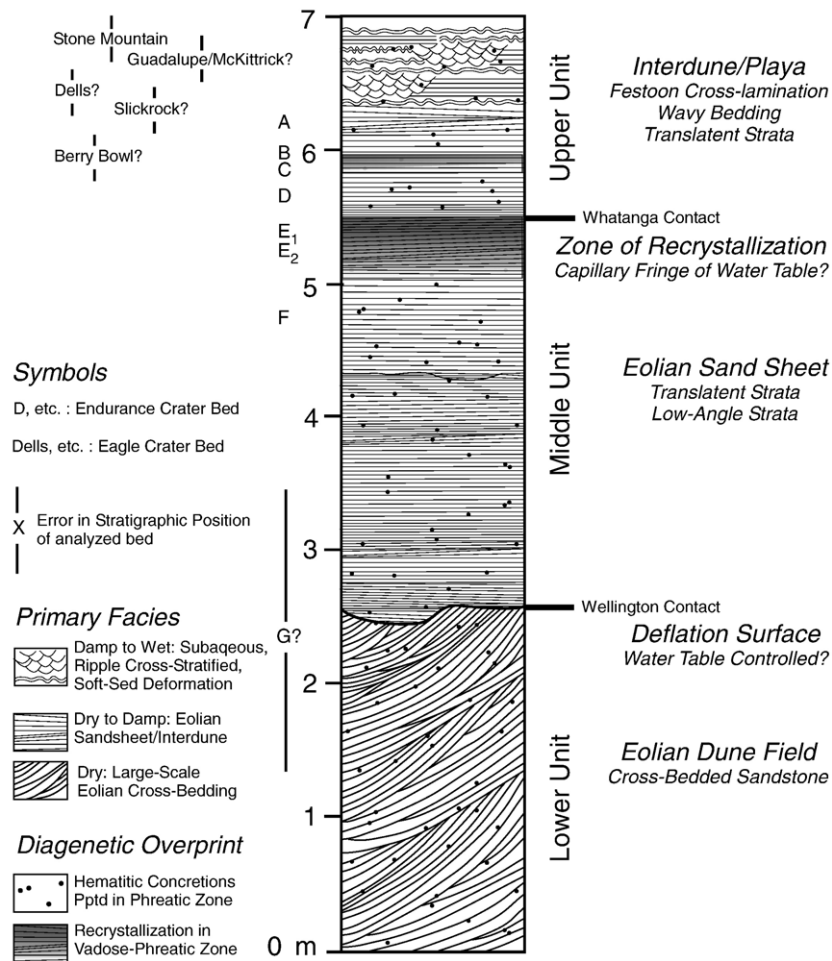 Stone Mountain
Guadalupe/McKittrick?
Dells?
Slickrock?
Berry Bowl?
7
6
5
4
3
2
1
0 m
A
B
C
D
E1
E2
F
G?
Upper Unit
Middle Unit
Lower Unit
Interdune/Playa
Festoon Cross-lamination
Wavy Bedding
Translatent Strata
Whatanga Contact
Zone of Recrystallization
Capillary Fringe of Water Table?
Eolian Sand Sheet
Translatent Strata
Low-Angle Strata
Wellington Contact
Deflation Surface
Water Table Controlled?
Eolian Dune Field
Cross-Bedded Sandstone
Symbols
D, etc. : Endurance Crater Bed
Dells, etc. : Eagle Crater Bed
X
Error in Stratigraphic Position
of analyzed bed
Primary Facies
Damp to Wet: Subaqeous,
Ripple Cross-Stratified,
Soft-Sed Deformation
Dry to Damp: Eolian
Sandsheet/Interdune
Dry: Large-Scale
Eolian Cross-Bedding
Diagenetic Overprint
Hematitic Concretions
Pptd in Phreatic Zone
Recrystallization in
Vadose-Phreatic Zone